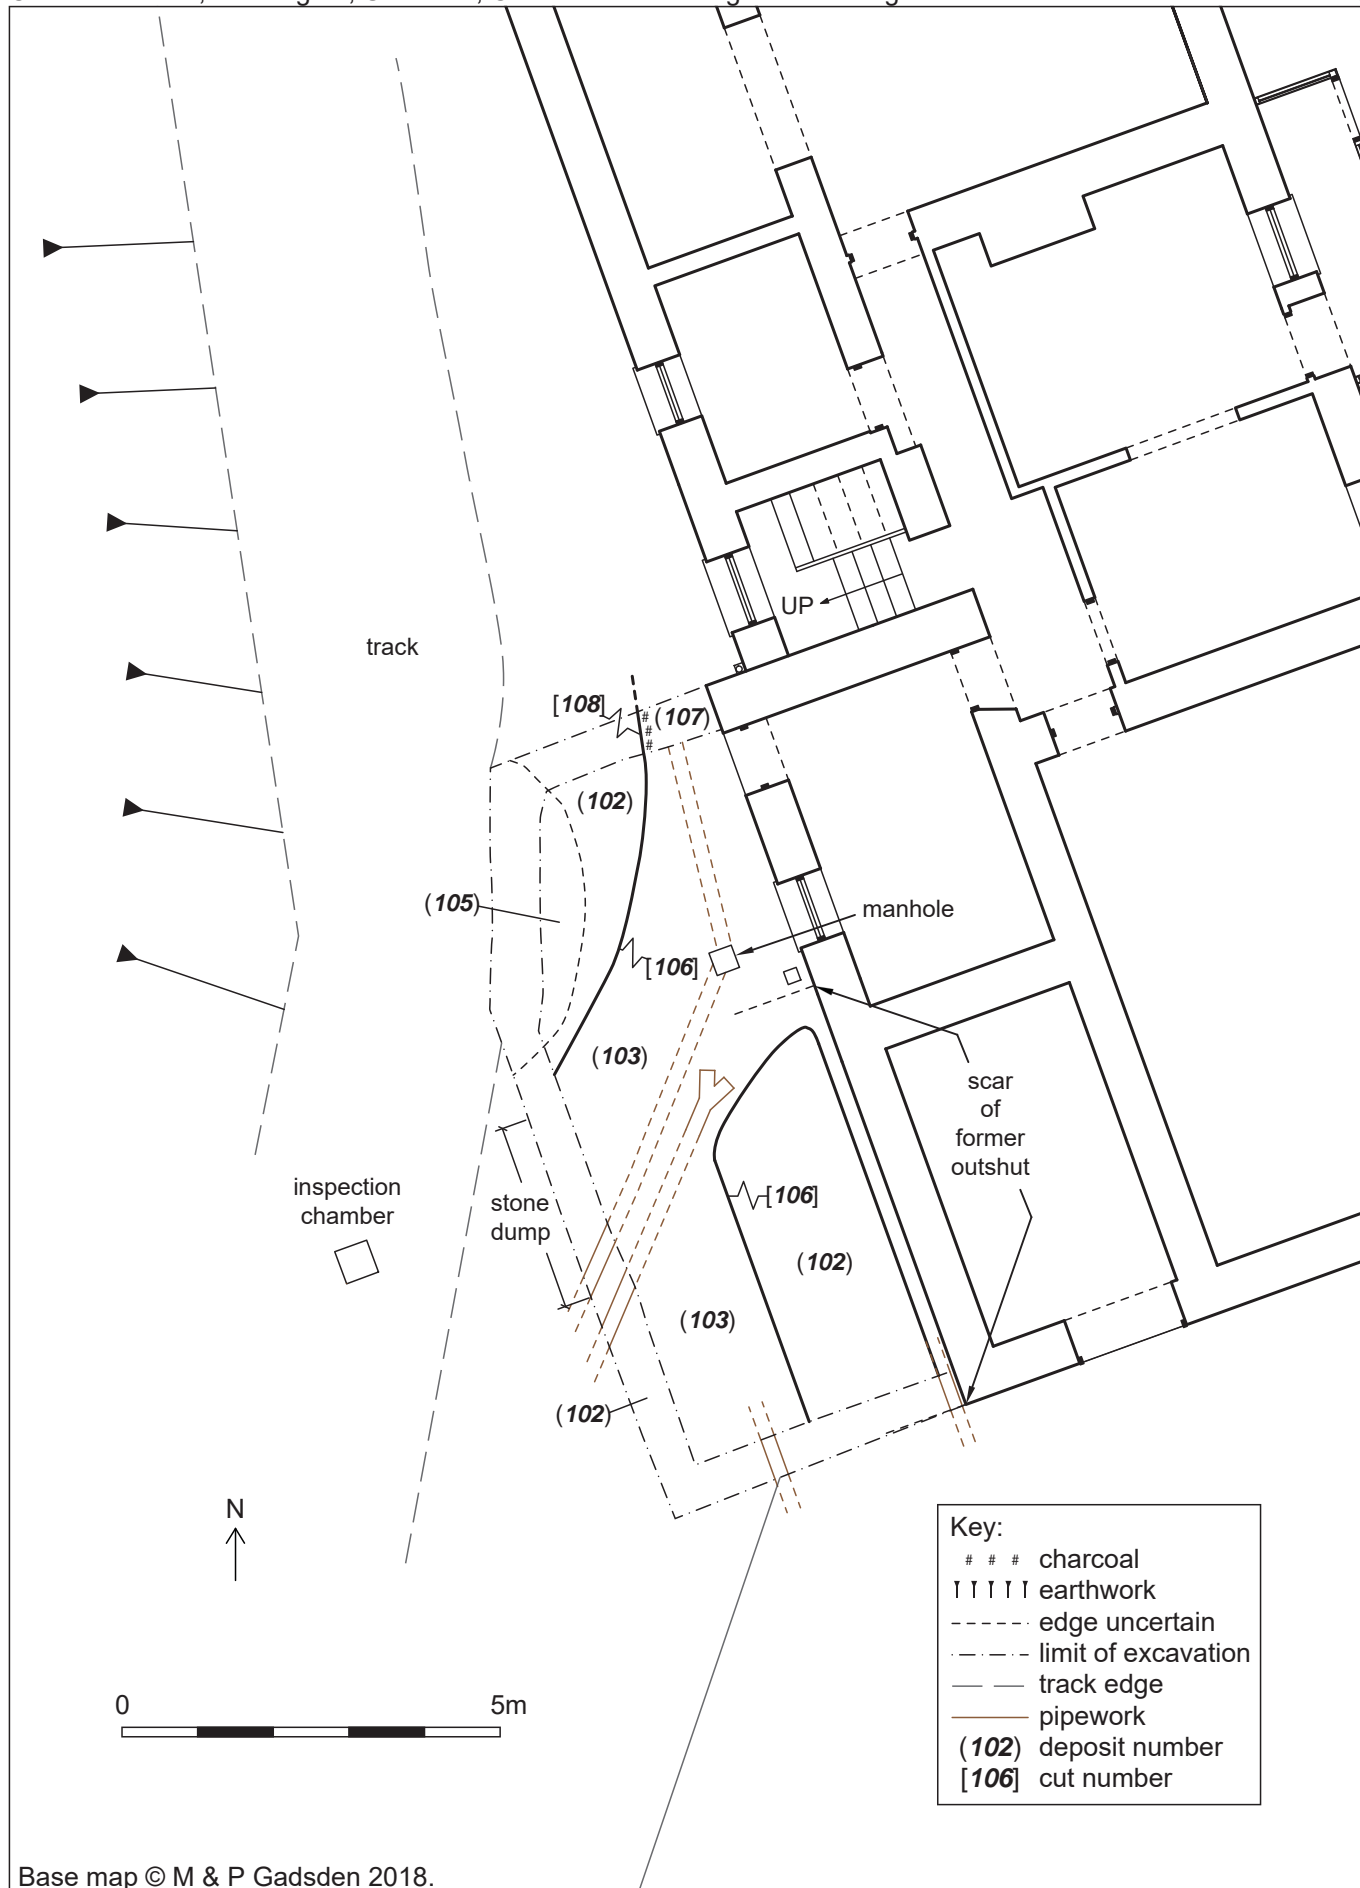 UP
track
[108]
(107)
(102)
(105)
manhole
[106]
(103)
scar
of
former
outshut
inspection
chamber
stone
dump
[106]
(102)
(103)
(102)
N
Key:
# # # charcoal
earthwork
edge uncertain
limit of excavation
track edge
pipework
(102) deposit number
[106] cut number
0 5m
Base map © M & P Gadsden 2018.